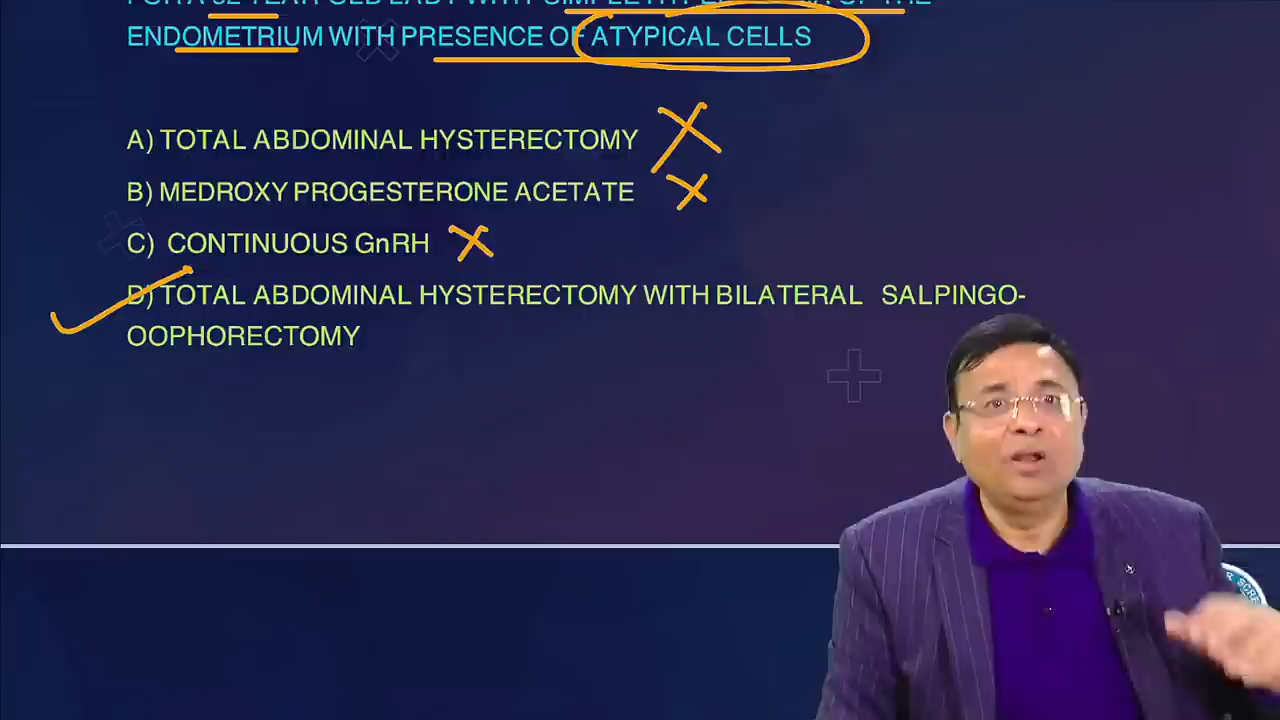 ENDOMETRIUM WITH PRESENCE OF ATYPICAL CELLS
A) TOTAL ABDOMINAL HYSTERECTOMY
B) MEDROXY PROGESTERONE ACETATE
C) CONTINUOUS GnRH
D) TOTAL ABDOMINAL HYSTERECTOMY WITH BILATERAL SALPINGO-
OOPHORECTOMY